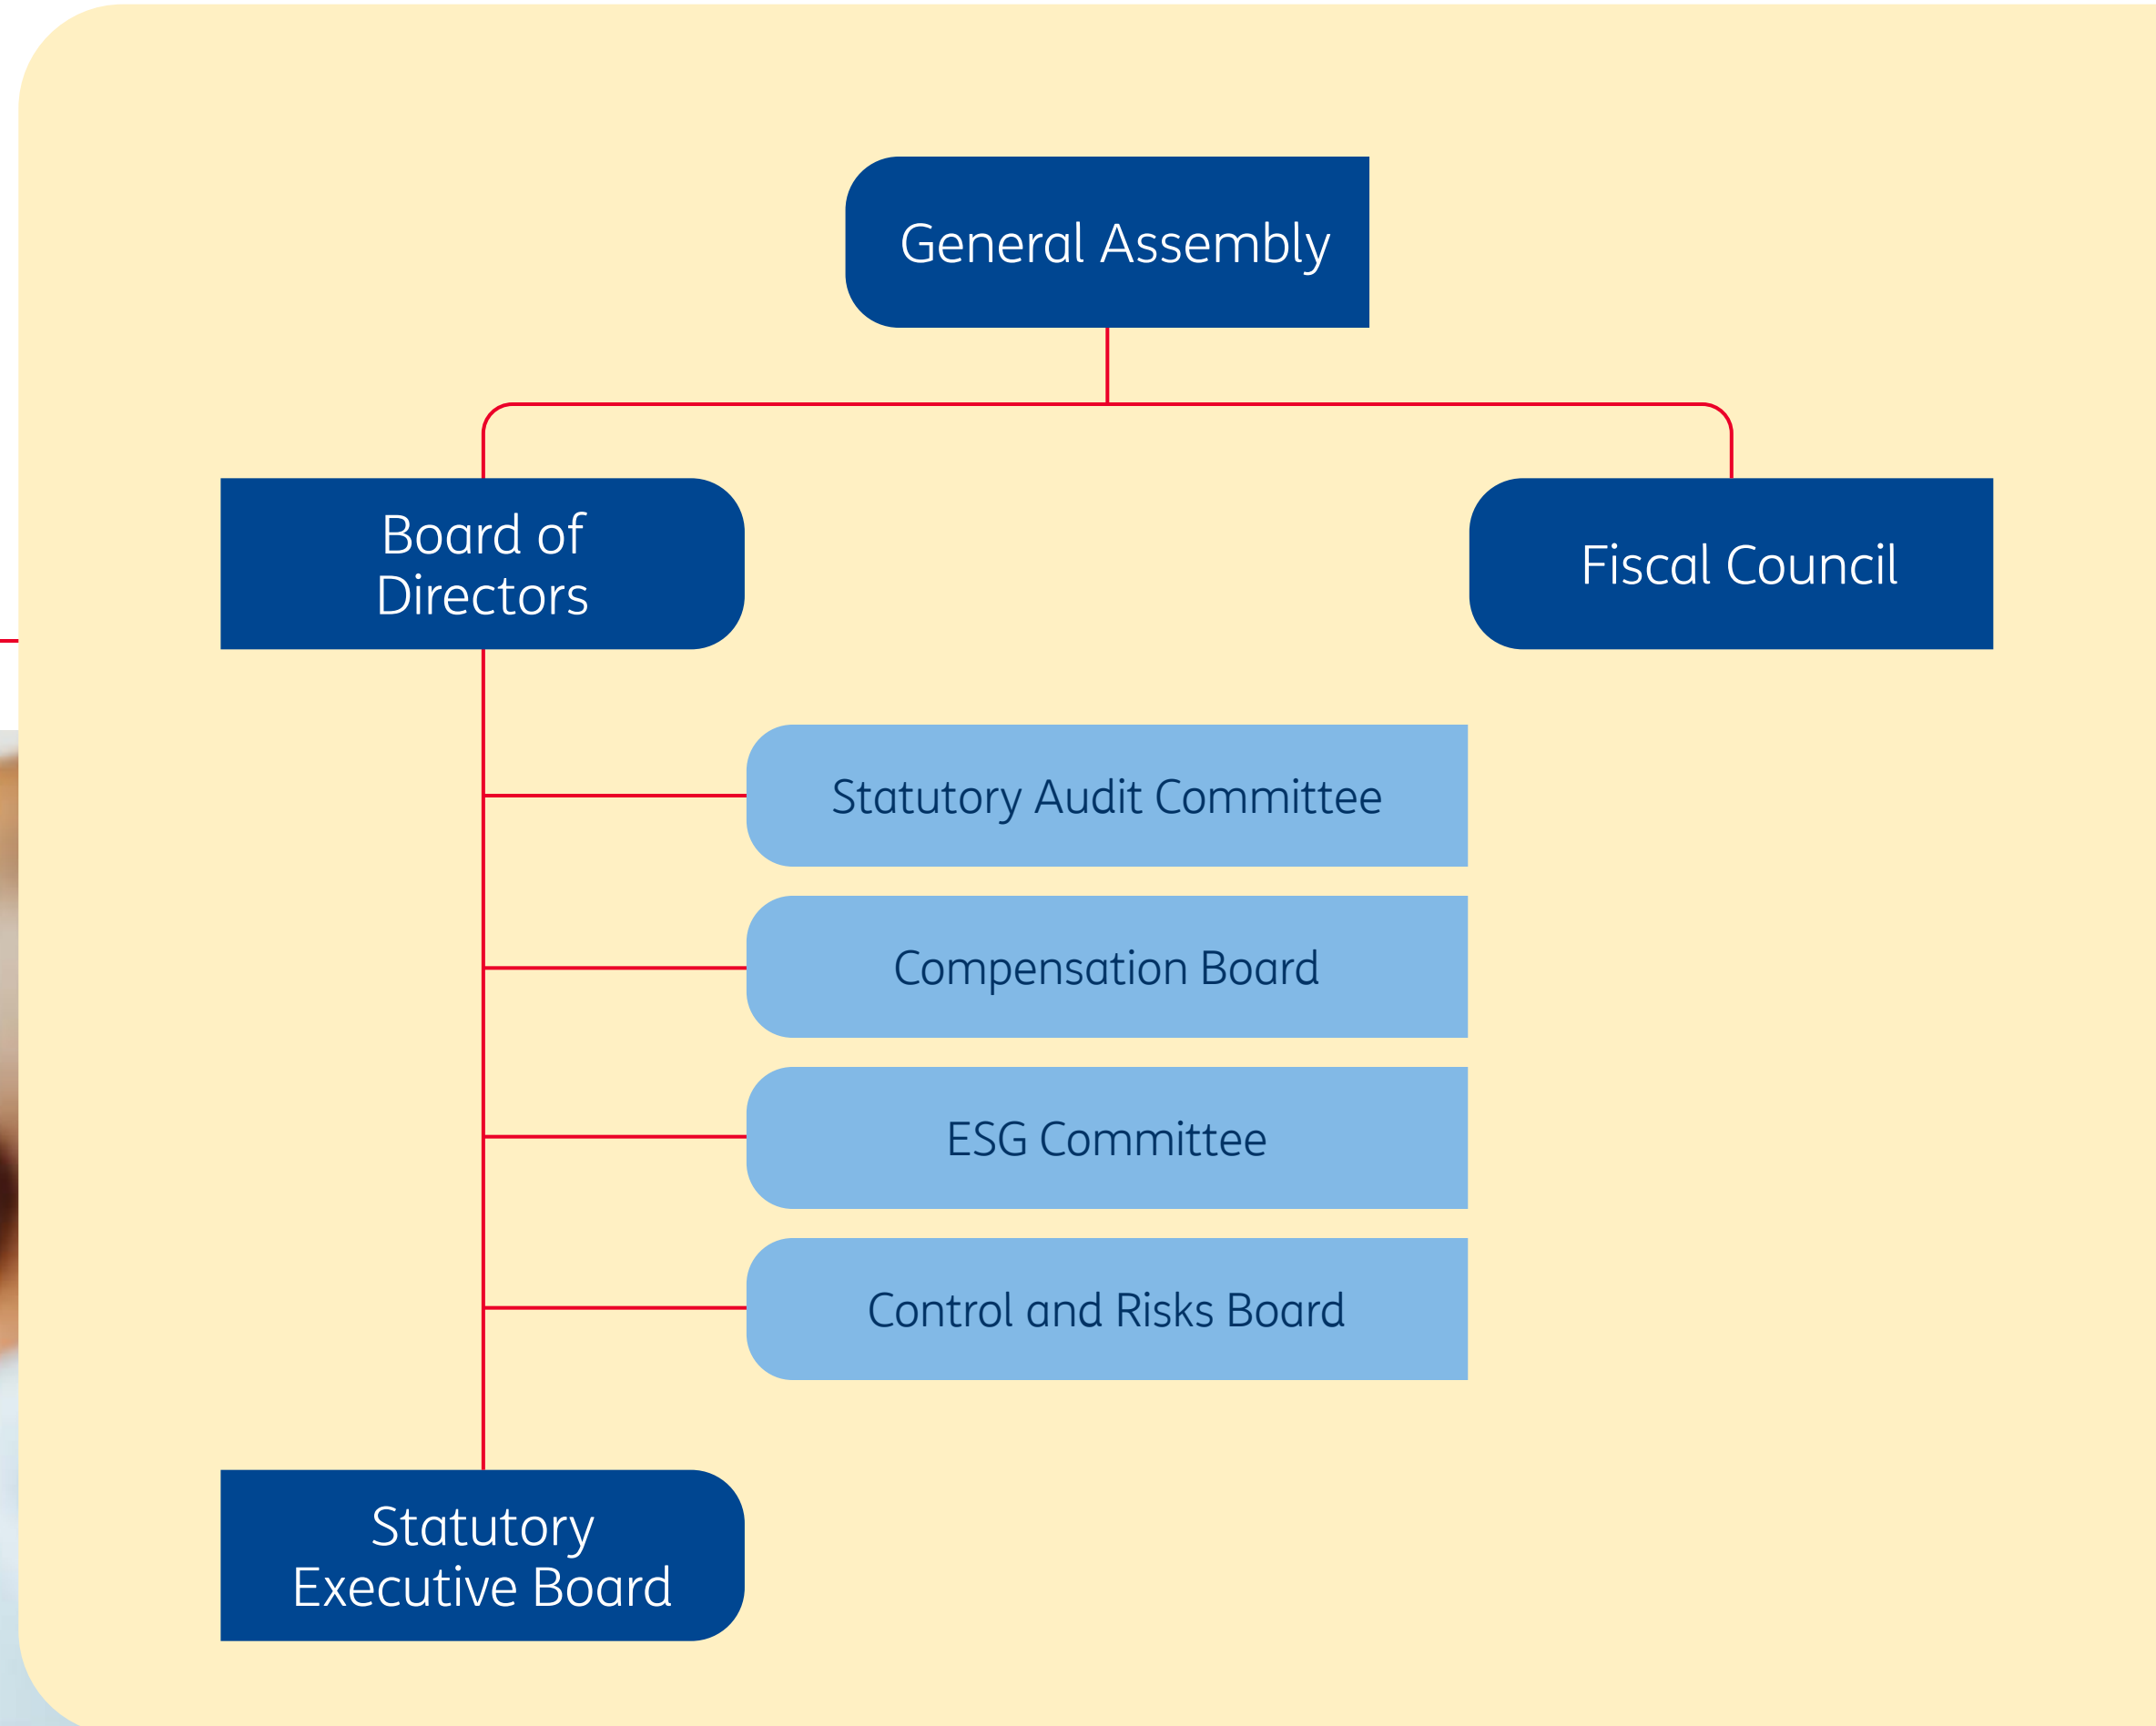 General Assembly
Board of
Directors
Fiscal Council
Statutory Audit Committee
Compensation Board
ESG Committee
Control and Risks Board
Statutory
Executive Board